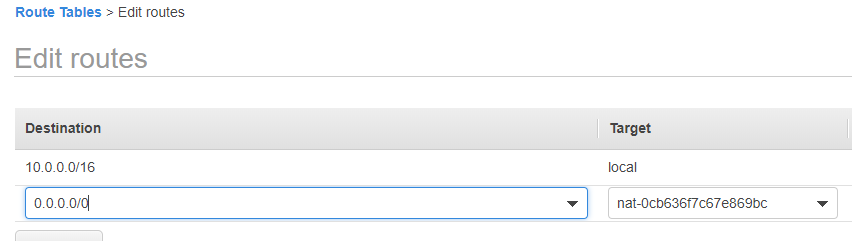 Route Tables > Edit routes
Edit routes
Destination Target
10.0.0.0/16 local
0.0.0.0/0 nat-0cb636f7c67e869bc